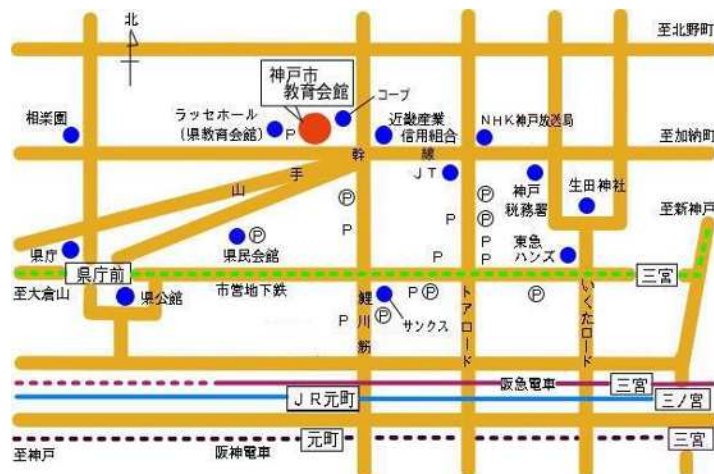 北
至北野町
神戸市
教育会館
コープ
ラッセホール
(県教育会館) P
相楽園
近畿産業
信用組合
NHK神戸放送局
至加納町
山手幹線
JT
神戸
税務署
生田神社
至新神戸
P
P
P
P
P
P
P
P
県庁
県民会館
P
東急
ハンズ
県庁前
三宮
至大倉山
県公館
市営地下鉄
鯉川筋
P
P
P
P
P
サンクス
トアロード
いくたロード
阪急電車
三宮
JR元町
三ノ宮
元町
三宮
至神戸
阪神電車